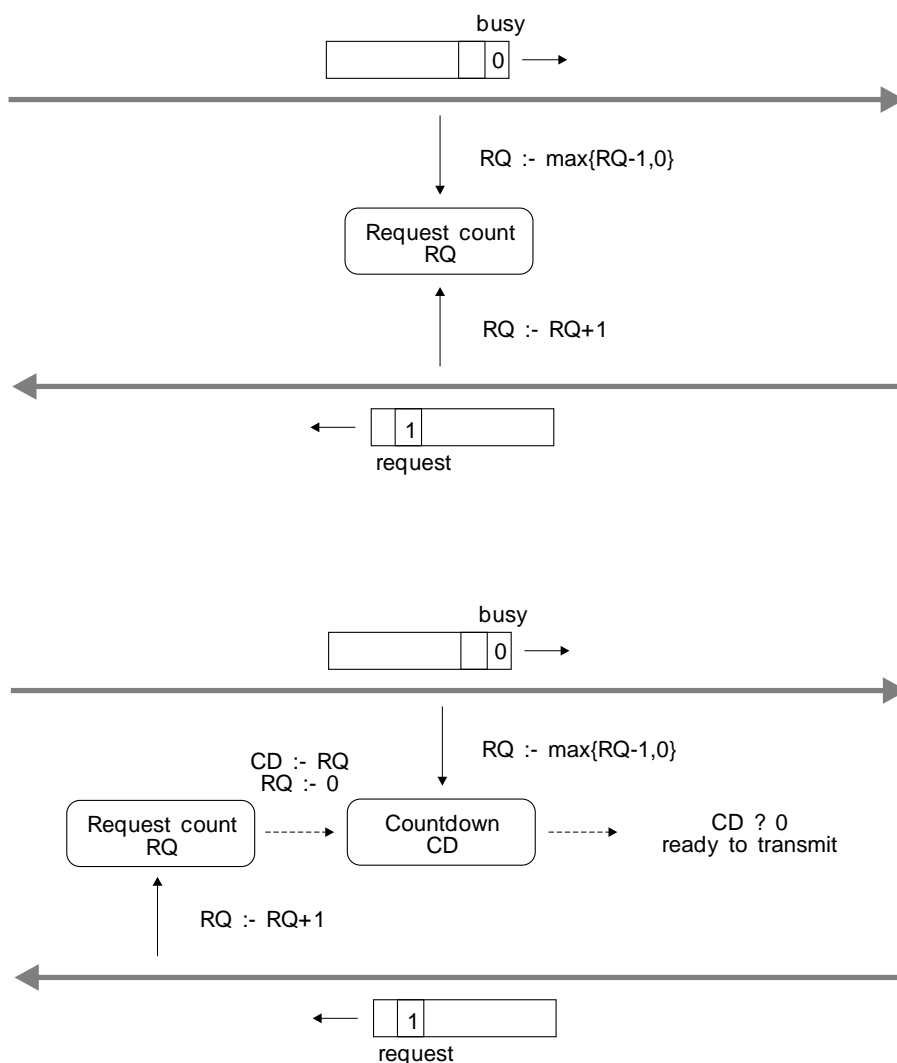 busy
0
RQ :- max{RQ-1,0}
Request count
RQ
RQ :- RQ+1
1
request
busy
0
RQ :- max{RQ-1,0}
CD :- RQ
RQ :- 0
Request count
RQ
Countdown
CD
CD ? 0
ready to transmit
RQ :- RQ+1
1
request